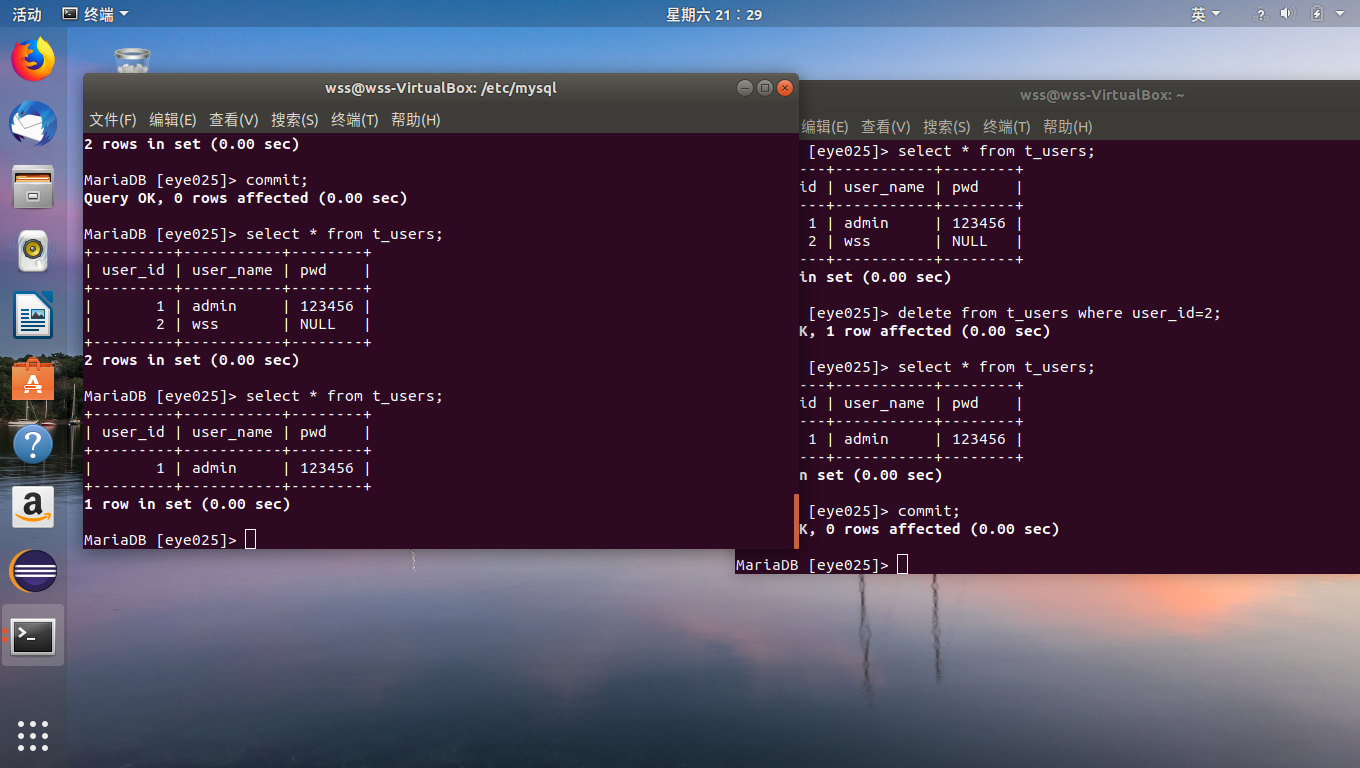 活动 终端 星期六 21：29 英
wss@wss-VirtualBox: /etc/mysql
文件(F) 编辑(E) 查看(V) 搜索(S) 终端(T) 帮助(H)
2 rows in set (0.00 sec)
MariaDB [eye025]> commit;
Query OK, 0 rows affected (0.00 sec)
MariaDB [eye025]> select * from t_users;
+---------+-----------+--------+
| user_id | user_name | pwd    |
+---------+-----------+--------+
|       1 | admin     | 123456 |
|       2 | wss       | NULL   |
+---------+-----------+--------+
2 rows in set (0.00 sec)
MariaDB [eye025]> select * from t_users;
+---------+-----------+--------+
| user_id | user_name | pwd    |
+---------+-----------+--------+
|       1 | admin     | 123456 |
+---------+-----------+--------+
1 row in set (0.00 sec)
MariaDB [eye025]>
wss@wss-VirtualBox: ~
编辑(E) 查看(V) 搜索(S) 终端(T) 帮助(H)
[eye025]> select * from t_users;
---+-----------+--------+
id | user_name | pwd    |
---+-----------+--------+
 1 | admin     | 123456 |
 2 | wss       | NULL   |
---+-----------+--------+
in set (0.00 sec)
[eye025]> delete from t_users where user_id=2;
K, 1 row affected (0.00 sec)
[eye025]> select * from t_users;
---+-----------+--------+
id | user_name | pwd    |
---+-----------+--------+
 1 | admin     | 123456 |
---+-----------+--------+
n set (0.00 sec)
[eye025]> commit;
K, 0 rows affected (0.00 sec)
MariaDB [eye025]>